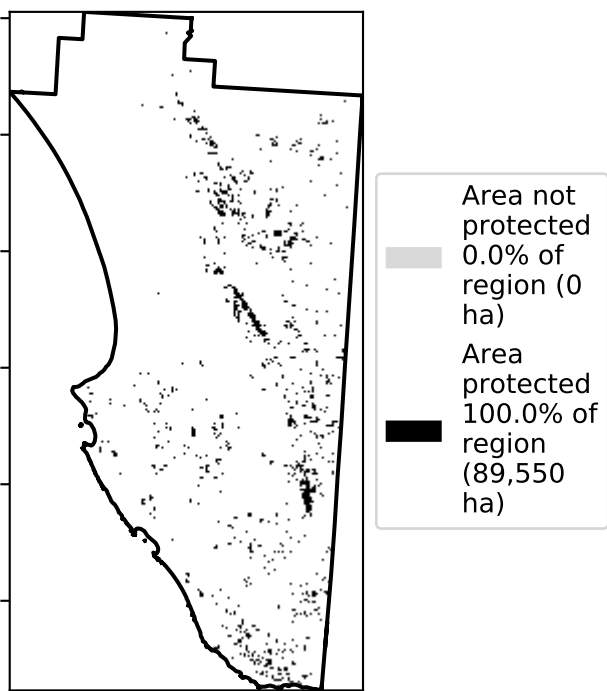 Area not
protected
0.0% of
region (0
ha)
Area
protected
100.0% of
region
(89,550
ha)